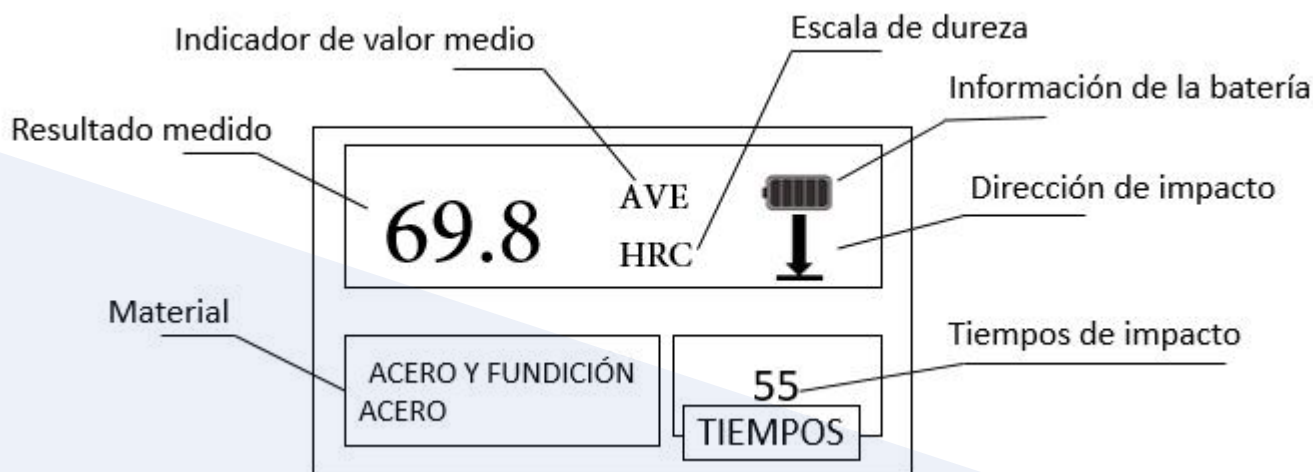 Indicador de valor medio
Escala de dureza
Información de la batería
Resultado medido
AVE
69.8
HRC
Dirección de impacto
Material
Tiempos de impacto
ACERO Y FUNDICIÓN
ACERO
55
TIEMPOS